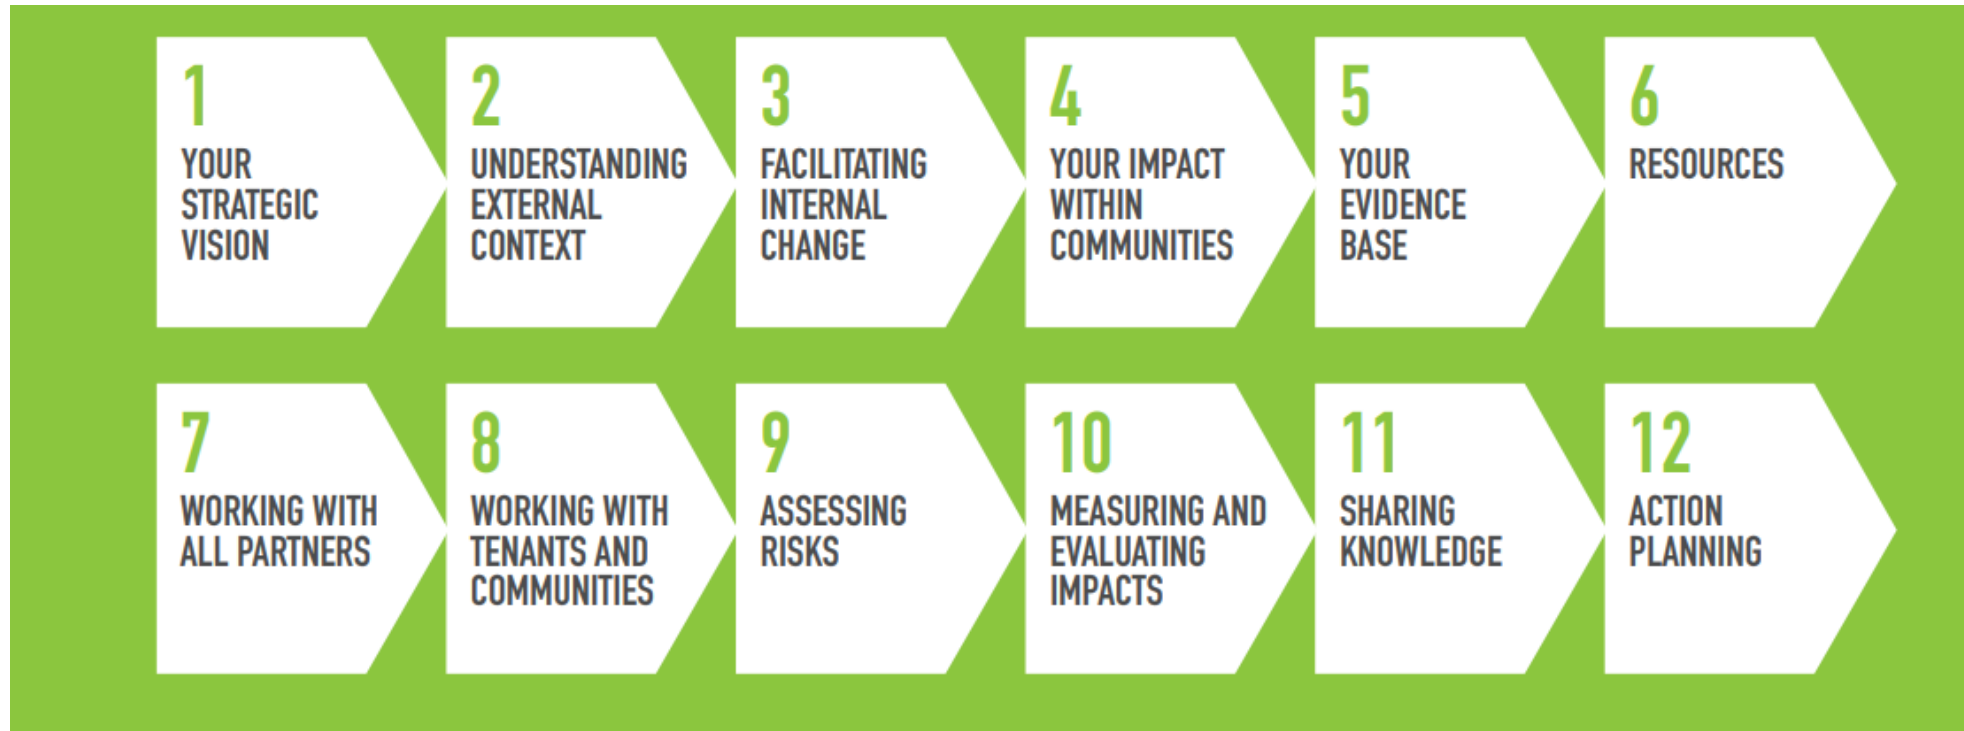 1
YOUR
STRATEGIC
VISION
2
UNDERSTANDING
EXTERNAL
CONTEXT
3
FACILITATING
INTERNAL
CHANGE
4
YOUR IMPACT
WITHIN
COMMUNITIES
5
YOUR
EVIDENCE
BASE
6
RESOURCES
7
WORKING WITH
ALL PARTNERS
8
WORKING WITH
TENANTS AND
COMMUNITIES
9
ASSESSING
RISKS
10
MEASURING AND
EVALUATING
IMPACTS
11
SHARING
KNOWLEDGE
12
ACTION
PLANNING